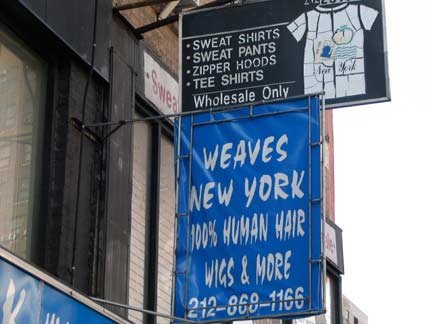 • SWEAT SHIRTS
• SWEAT PANTS
• ZIPPER HOODS
• TEE SHIRTS
Wholesale Only
New York
Swea
WEAVES
NEW YORK
100% HUMAN HAIR
WIGS & MORE
212-868-1166